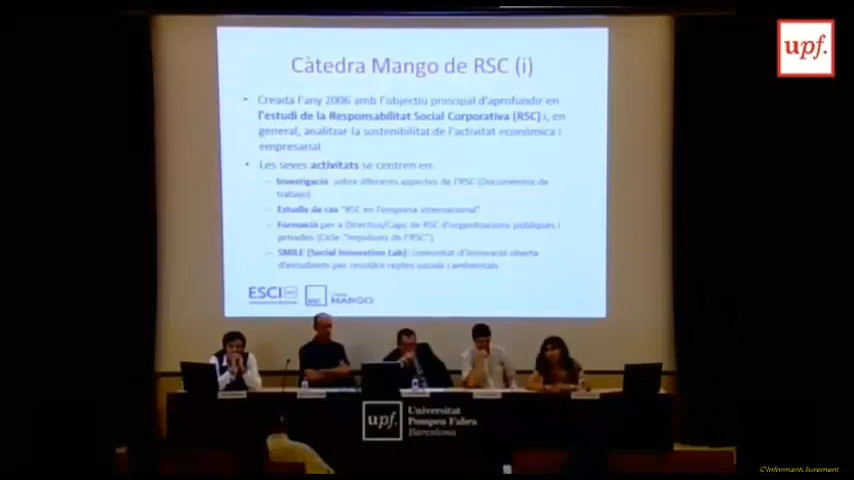 upf.
Càtedra Mango de RSC (i)
• Creada l'any 2006 amb l'objectiu principal d'aprofundir en
l'estudi de la Responsabilitat Social Corporativa (RSC) i, en
general, analitzar la sostenibilitat de l'activitat econòmica i
empresarial
• Les seves activitats se centren en:
– Investigació sobre diferents aspectes de l'RSC (Documentos de
trabajo)
– Estudis de cas "RSC en l'empresa internacional"
– Formació per a Directius/Caps de RSC d'organitzacions públiques i
privades (Cicle "Impulsors de l'RSC")
– SMILE (Social Innovation Lab): comunitat d'innovació oberta
d'estudiants per resoldre reptes socials i ambientals
ESCI
RSC
MANGO
upf.
Universitat
Pompeu Fabra
Barcelona
©Informant lliurement